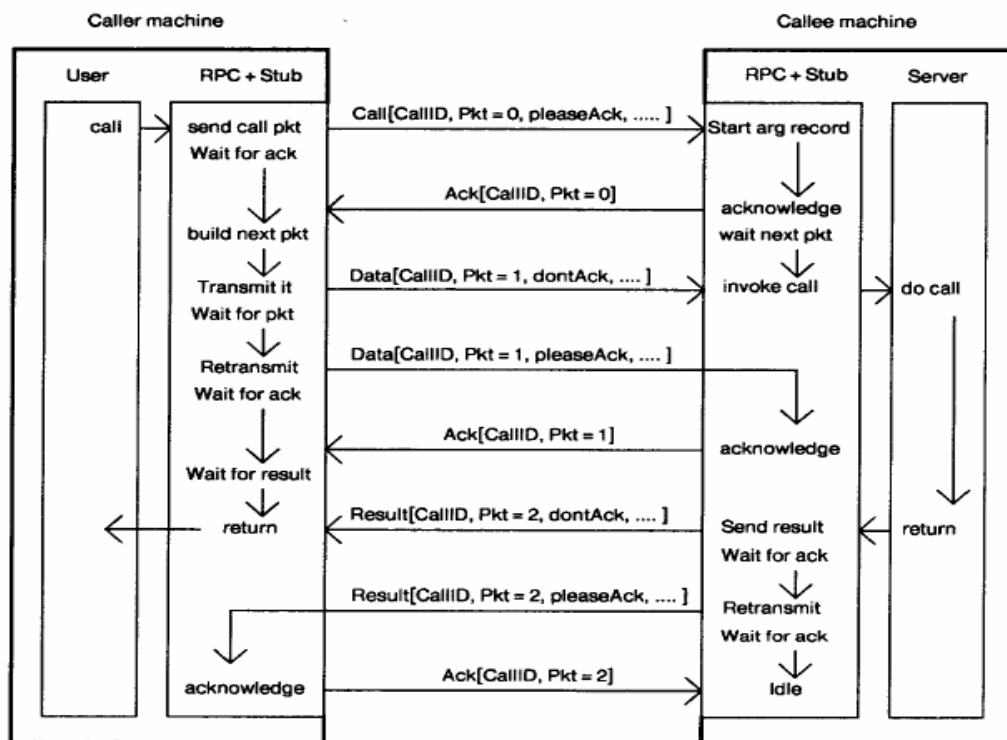 Caller machine
Callee machine
User
RPC + Stub
RPC + Stub
Server
call
send call pkt
Wait for ack
Call[CallID, Pkt = 0, pleaseAck, ..... ]
Start arg record
Ack[CallID, Pkt = 0]
acknowledge
wait next pkt
build next pkt
Transmit it
Wait for pkt
Data[CallID, Pkt = 1, dontAck, .... ]
invoke call
do call
Retransmit
Wait for ack
Data[CallID, Pkt = 1, pleaseAck, .... ]
Ack[CallID, Pkt = 1]
acknowledge
Wait for result
return
Result[CallID, Pkt = 2, dontAck, .... ]
Send result
Wait for ack
return
Result[CallID, Pkt = 2, pleaseAck, .... ]
Retransmit
Wait for ack
acknowledge
Ack[CallID, Pkt = 2]
Idle